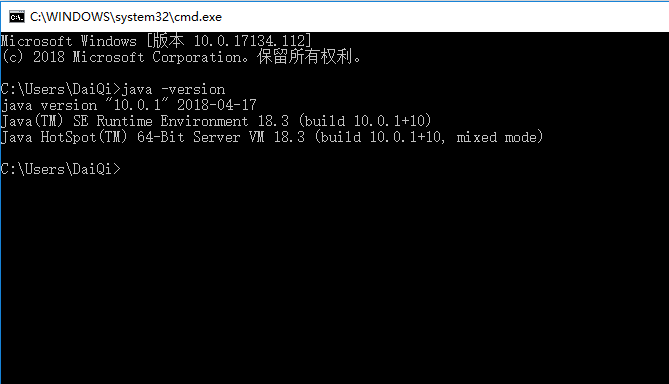 C:\WINDOWS\system32\cmd.exe
Microsoft Windows [版本 10.0.17134.112]
(c) 2018 Microsoft Corporation。保留所有权利。
C:\Users\DaiQi>java -version
java version "10.0.1" 2018-04-17
Java(TM) SE Runtime Environment 18.3 (build 10.0.1+10)
Java HotSpot(TM) 64-Bit Server VM 18.3 (build 10.0.1+10, mixed mode)
C:\Users\DaiQi>